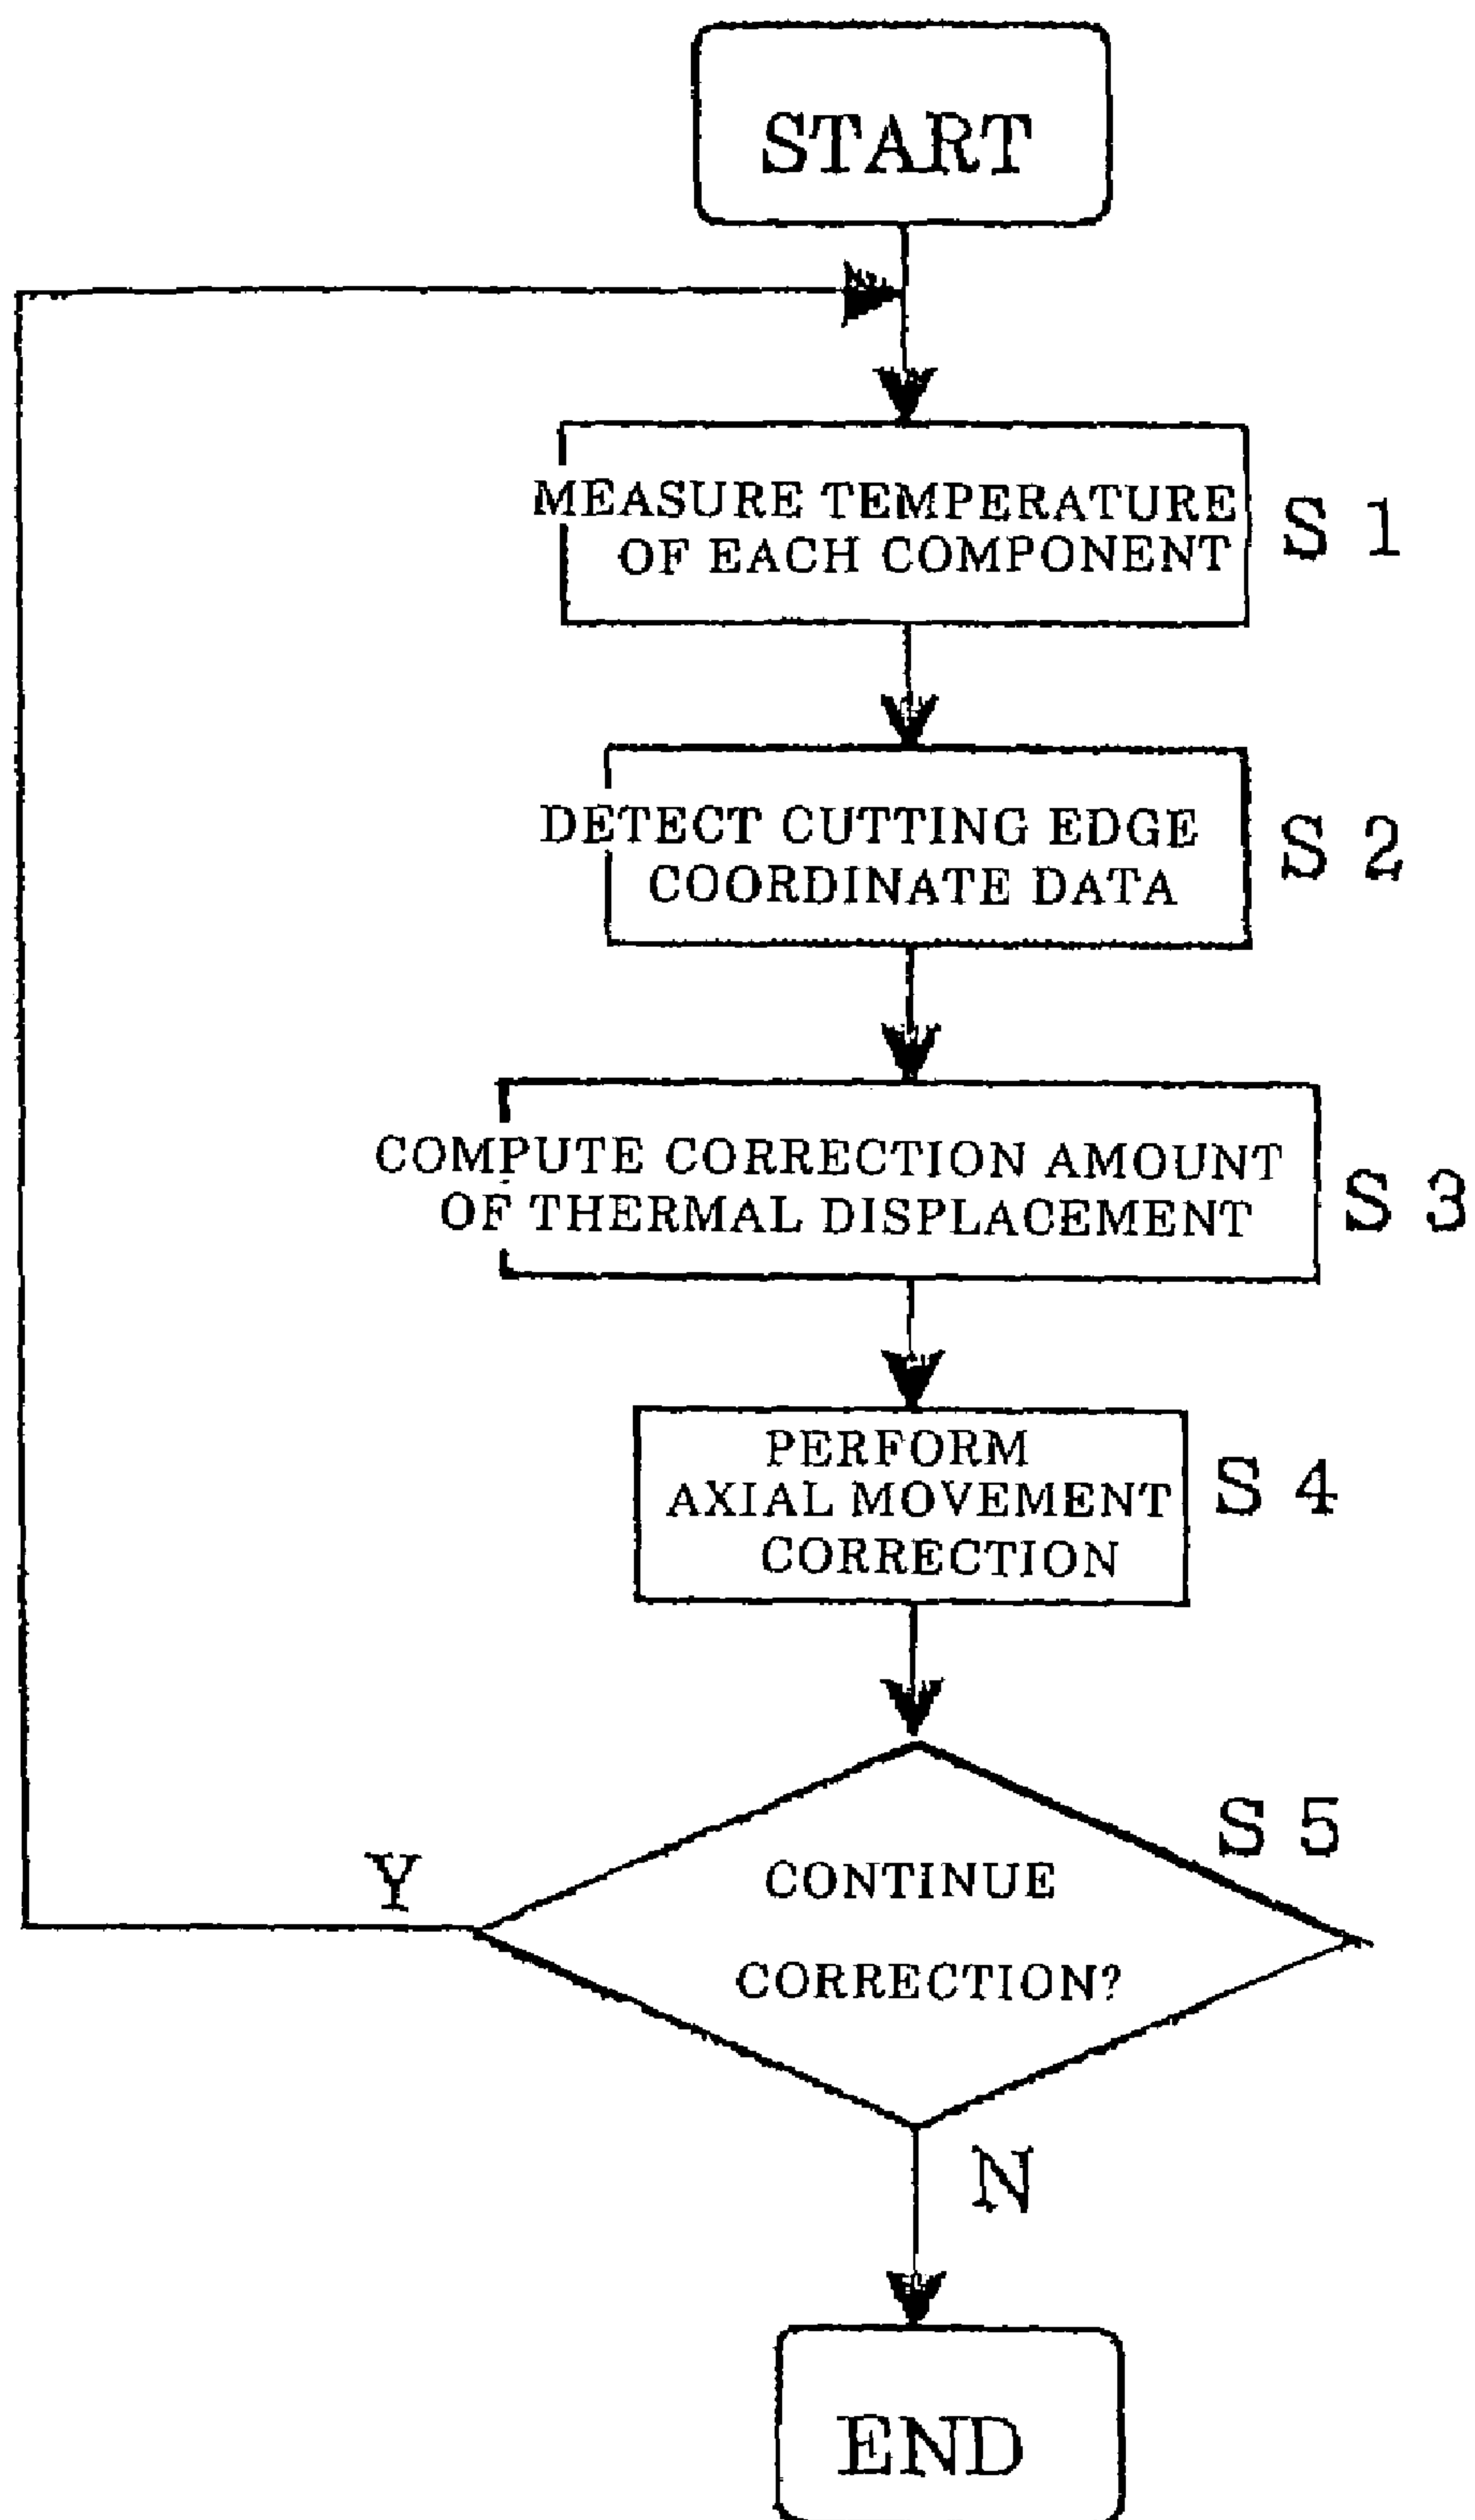 START
MEASURE TEMPERATURE
OF EACH COMPONENT
S 1
DETECT CUTTING EDGE
COORDINATE DATA
S 2
COMPUTE CORRECTION AMOUNT
OF THERMAL DISPLACEMENT
S 3
PERFORM
AXIAL MOVEMENT
CORRECTION
S 4
S 5
CONTINUE
CORRECTION?
Y
N
END